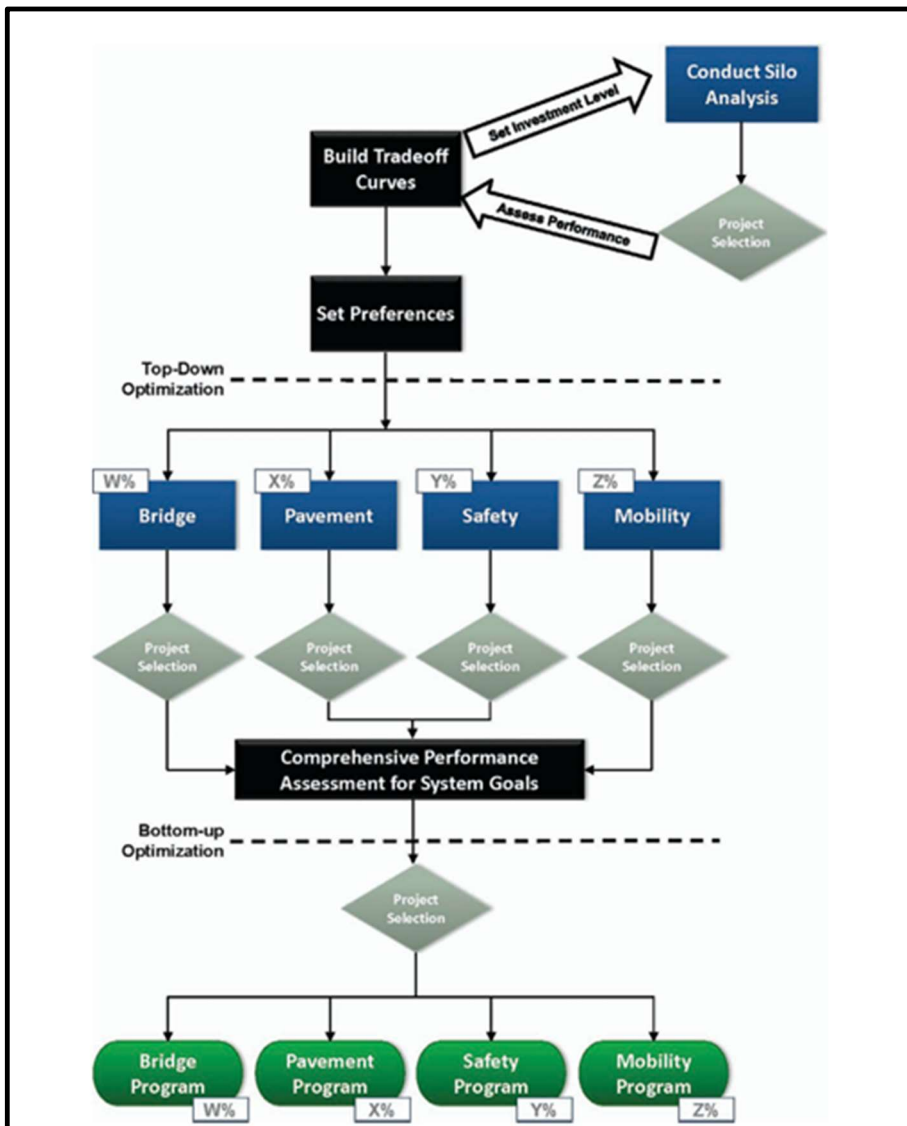 Conduct Silo
Analysis
Set Investment Level
Build Tradeoff
Curves
Assess Performance
Project
Selection
Set Preferences
Top-Down
Optimization
W%
X%
Y%
Z%
Bridge
Pavement
Safety
Mobility
Project
Selection
Project
Selection
Project
Selection
Project
Selection
Comprehensive Performance
Assessment for System Goals
Bottom-up
Optimization
Project
Selection
Bridge
Program
W%
Pavement
Program
X%
Safety
Program
Y%
Mobility
Program
Z%